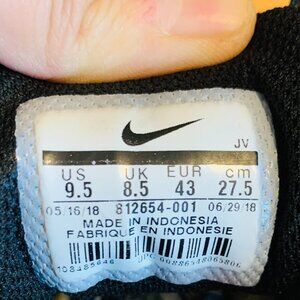 JV
US UK EUR cm
9.5 8.5 43 27.5
05/16/18 812654-001 06/29/18
MADE IN INDONESIA
FABRIQUE EN INDONESIE
UPC